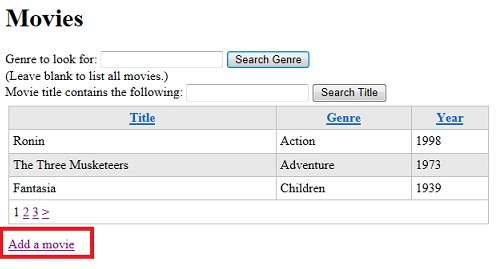 Movies
Genre to look for: Search Genre
(Leave blank to list all movies.)
Movie title contains the following: Search Title
Title Genre Year
Ronin Action 1998
The Three Musketeers Adventure 1973
Fantasia Children 1939
1 2 3 >
Add a movie